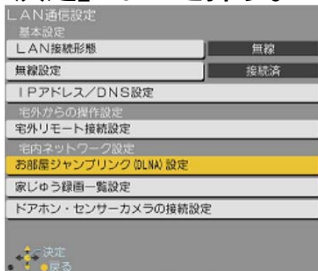 LAN通信設定
基本設定
LAN接続形態 無線
無線設定 接続済
IPアドレス/DNS設定
宅外からの操作設定
宅外リモート接続設定
宅内ネットワーク設定
お部屋ジャンプリンク(DLNA)設定
家じゅう録画一覧設定
ドアホン・センサーカメラの接続設定
決定
戻る